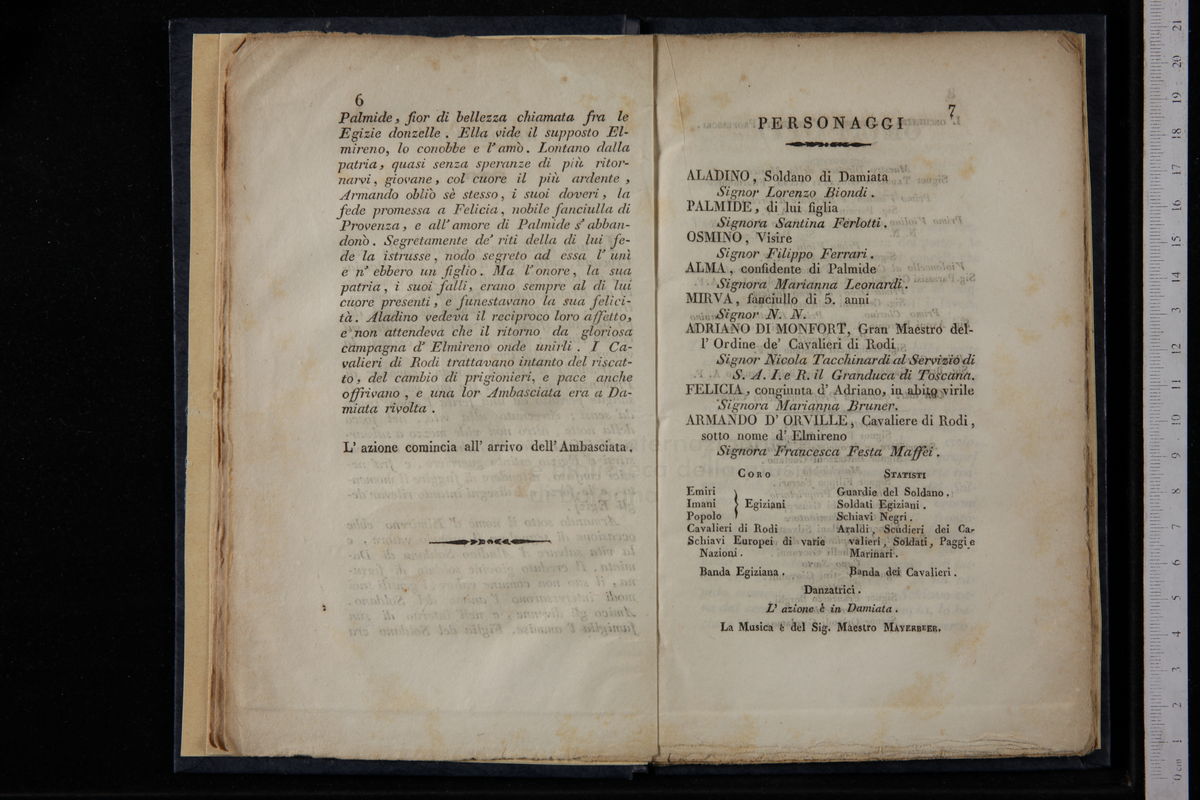 6
Palmide, fior di bellezza chiamata fra le
Egizie donzelle. Ella vide il supposto El-
mireno, lo conobbe e l'amò. Lontano dalla
patria, quasi senza speranze di più ritor-
narvi, giovane, col cuore il più ardente,
Armando obliò sè stesso, i suoi doveri, la
fede promessa a Felicia, nobile fanciulla di
Provenza, e all'amore di Palmide s'abban-
donò. Segretamente de' riti della di lui fe-
de la istrusse, nodo segreto ad essa l'unì
e n'ebbero un figlio. Ma l'onore, la sua
patria, i suoi falli, erano sempre al di lui
cuore presenti, e funestavano la sua felici-
tà. Aladino vedeva il reciproco loro affetto,
e non attendeva che il ritorno da gloriosa
campagna d'Elmireno onde unirli. I Ca-
valieri di Rodi trattavano intanto del riscat-
to, del cambio di prigionieri, e pace anche
offrivano, e una lor Ambasciata era a Da-
miata rivolta.
L'azione comincia all'arrivo dell'Ambasciata.
7
PERSONAGGI
ALADINO, Soldano di Damiata
Signor Lorenzo Biondi.
PALMIDE, di lui figlia
Signora Santina Ferlotti.
OSMINO, Visire
Signor Filippo Ferrari.
ALMA, confidente di Palmide
Signora Marianna Leonardi.
MIRVA, fanciullo di 5. anni
Signor N. N.
ADRIANO DI MONFORT, Gran Maestro del-
l'Ordine de' Cavalieri di Rodi
Signor Nicola Tacchinardi al Servizio di
S. A. I. e R. il Granduca di Toscana.
FELICIA, congiunta d'Adriano, in abito virile
Signora Marianna Bruner.
ARMANDO D'ORVILLE, Cavaliere di Rodi,
sotto nome d'Elmireno
Signora Francesca Festa Maffei.
CORO STATISTI
Emiri Guardie del Soldano.
Imani } Egiziani Soldati Egiziani.
Popolo Schiavi Negri.
Cavalieri di Rodi Araldi, Scudieri dei Ca-
Schiavi Europei di varie valieri, Soldati, Paggi e
Nazioni. Marinari.
Banda Egiziana. Banda dei Cavalieri.
Danzatrici.
L'azione è in Damiata.
La Musica è del Sig. Maestro MAYERBEER.